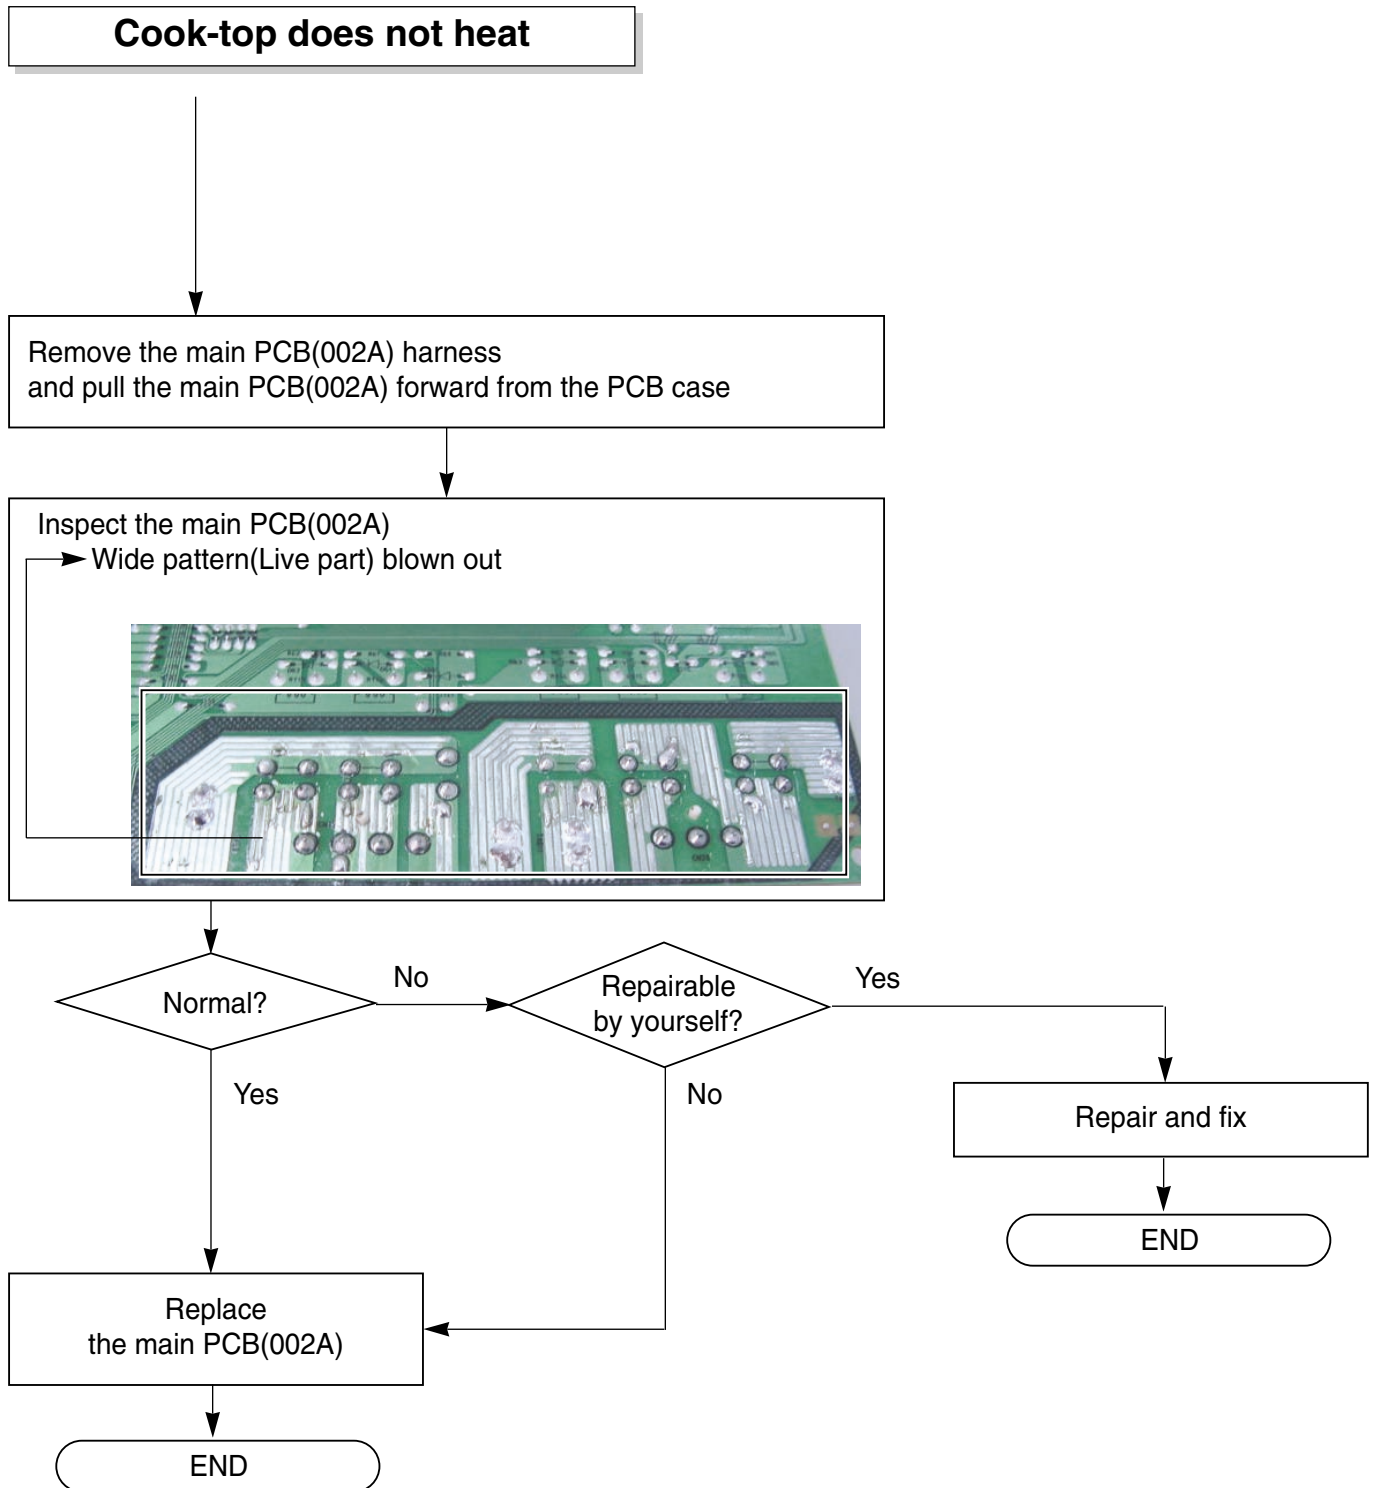 Cook-top does not heat
Remove the main PCB(002A) harness
and pull the main PCB(002A) forward from the PCB case
Inspect the main PCB(002A)
Wide pattern(Live part) blown out
Normal?
No
Repairable
by yourself?
Yes
Yes
No
Repair and fix
END
Replace
the main PCB(002A)
END